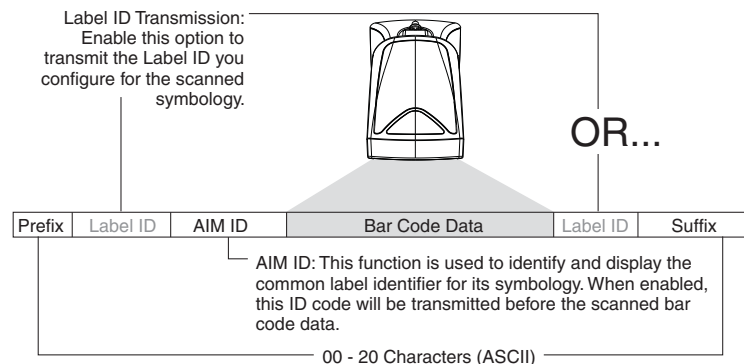 Label ID Transmission:
Enable this option to
transmit the Label ID you
configure for the scanned
symbology.
OR...
Prefix Label ID AIM ID Bar Code Data Label ID Suffix
AIM ID: This function is used to identify and display the
common label identifier for its symbology. When enabled,
this ID code will be transmitted before the scanned bar
code data.
00 - 20 Characters (ASCII)